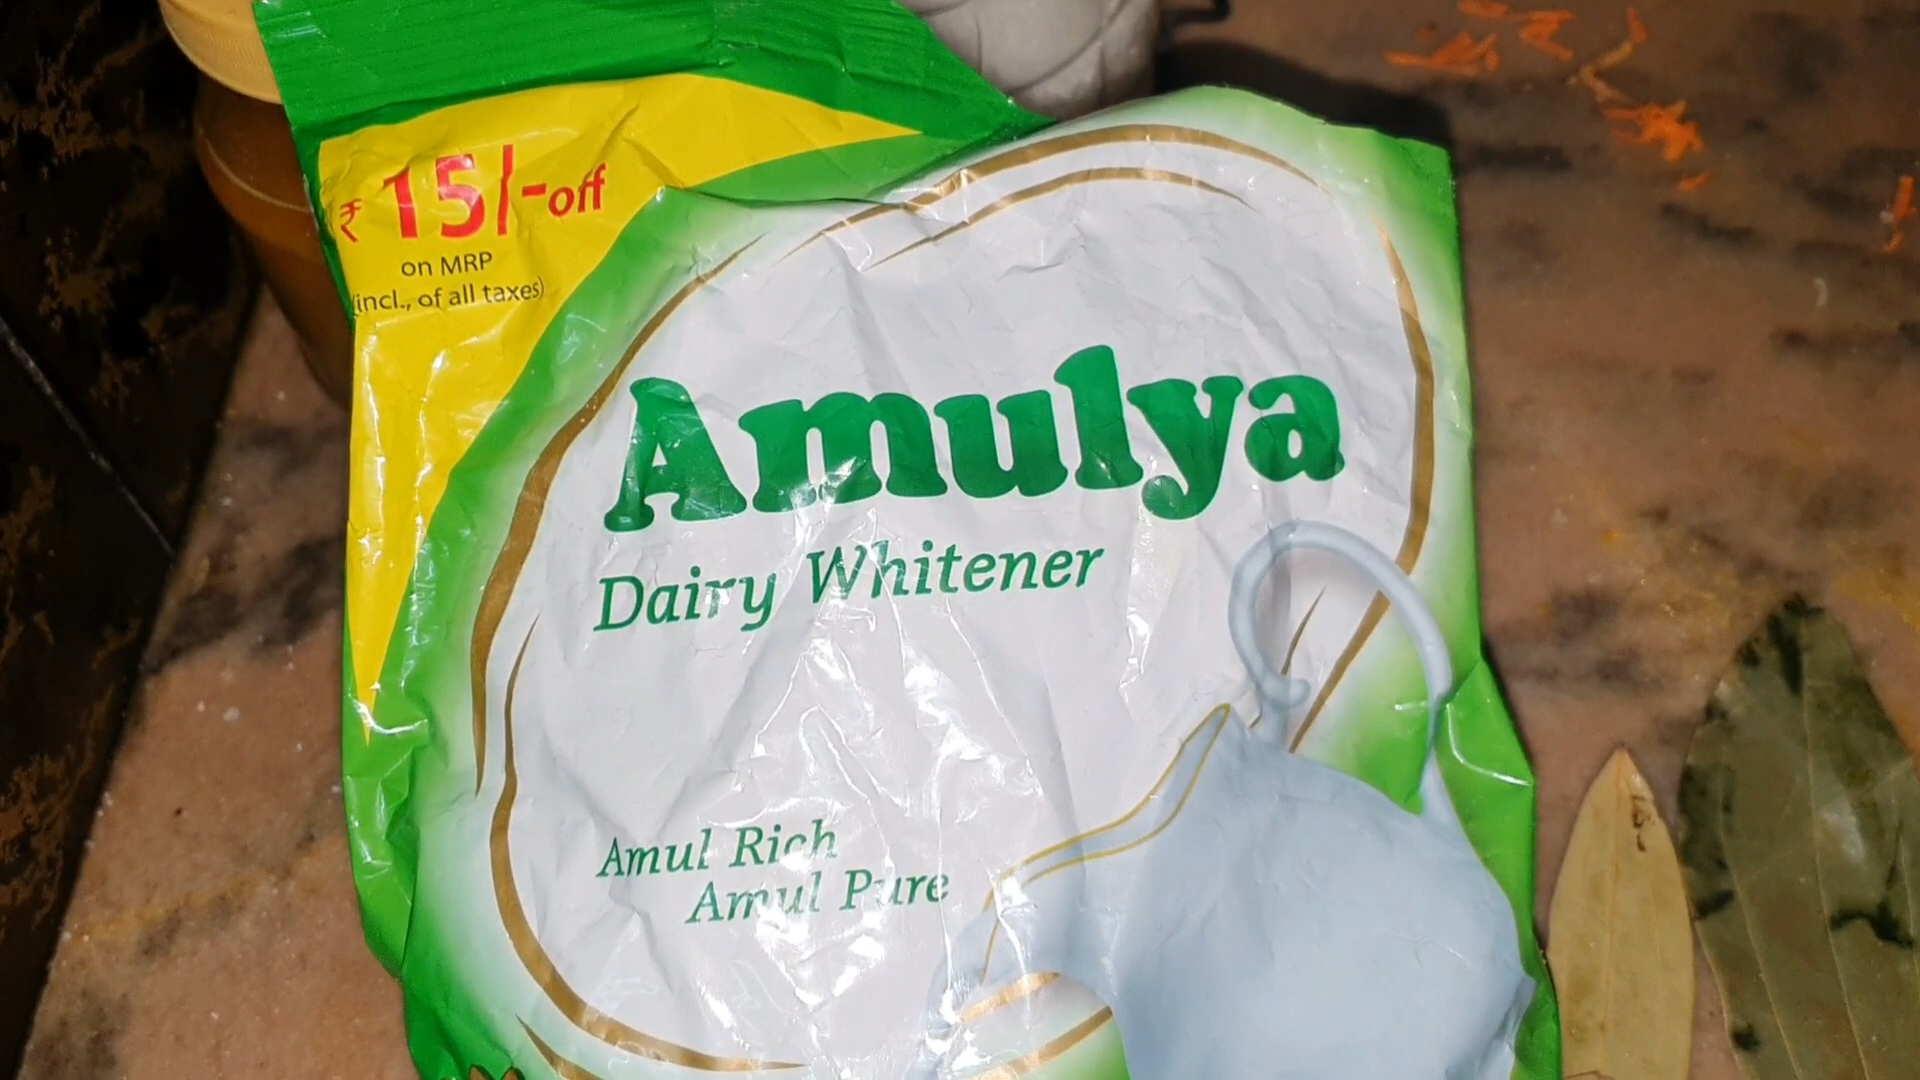 ₹ 15/-off
on MRP
(incl., of all taxes)
Amulya
Dairy Whitener
Amul Rich
Amul Pure